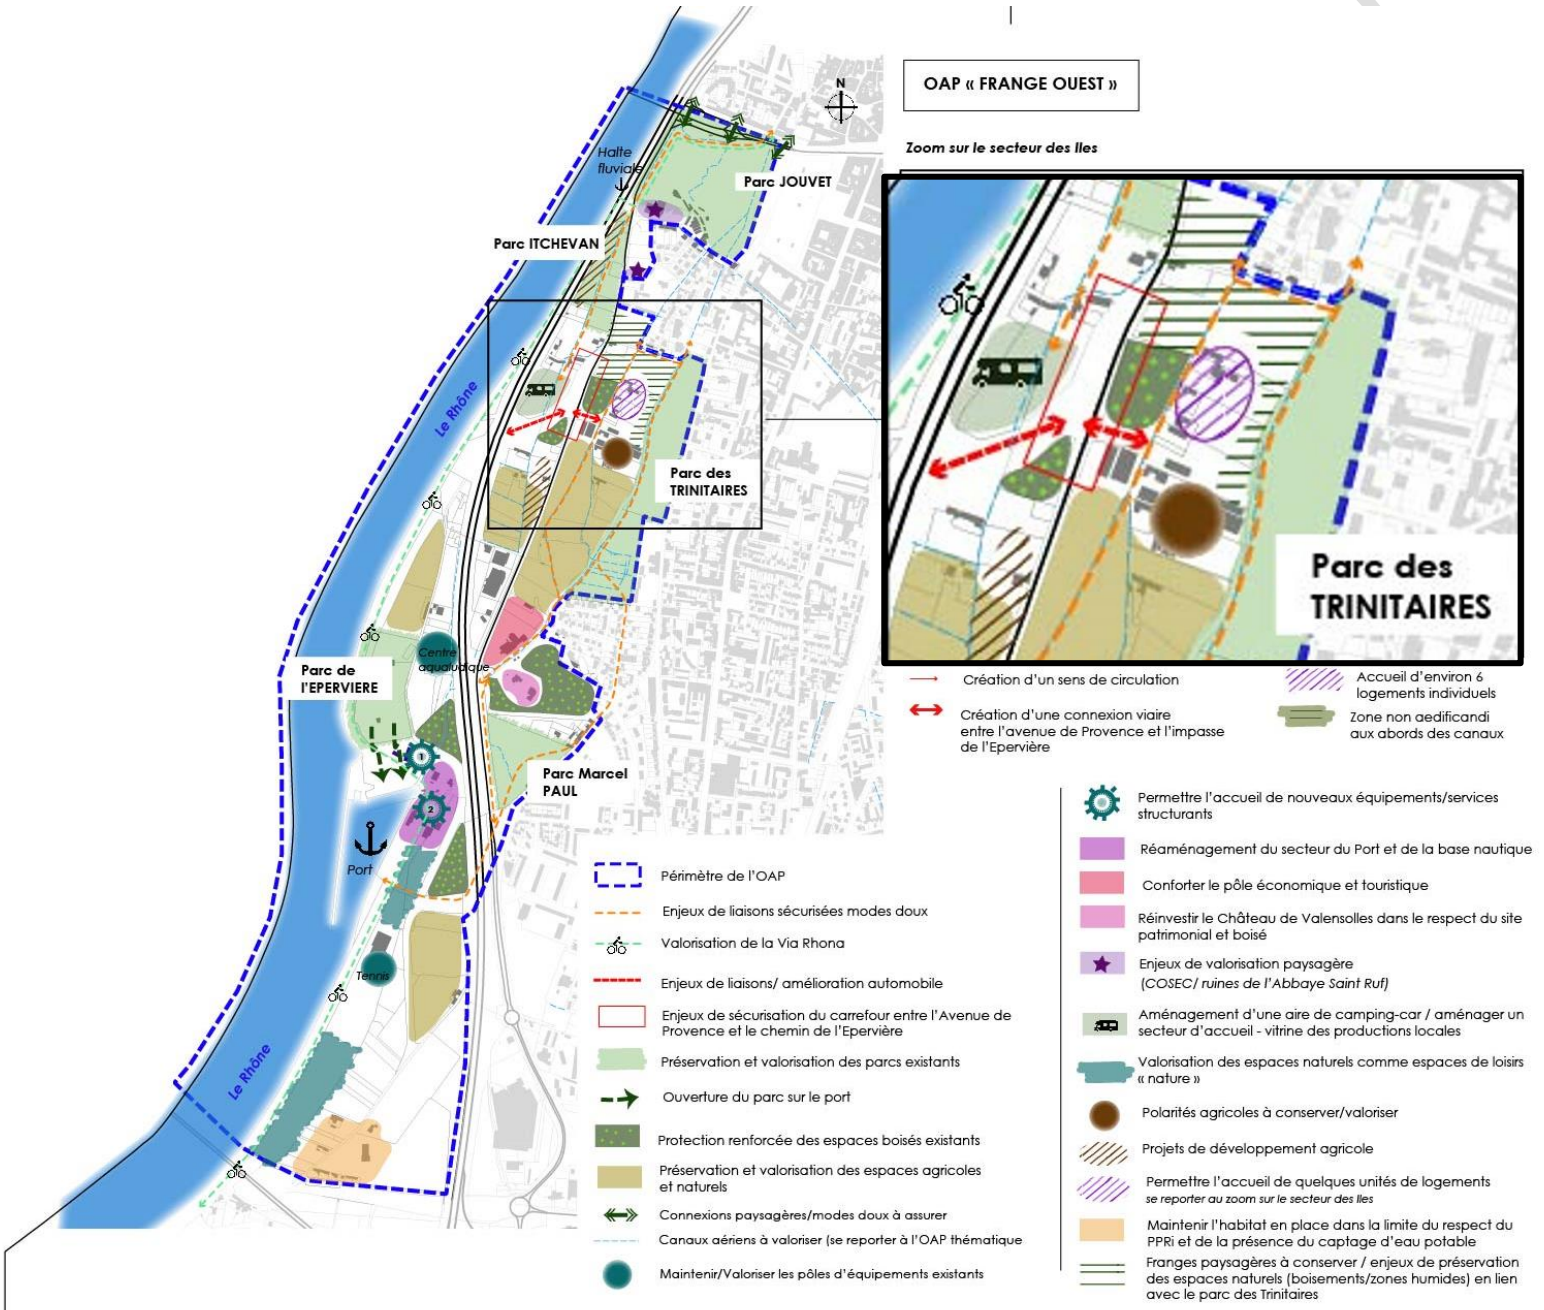 OAP « FRANGE OUEST »
Zoom sur le secteur des Iles
N
Halte
fluviale
Parc JOUVET
Parc ITCHEVAN
Le Rhône
Parc des
TRINITAIRES
Parc des
TRINITAIRES
Centre
aqualudique
Parc de
l'EPERVIERE
1
2
Parc Marcel
PAUL
Port
Tennis
Le Rhône
Création d'un sens de circulation
Création d'une connexion viaire
entre l'avenue de Provence et l'impasse
de l'Epervière
Accueil d'environ 6
logements individuels
Zone non aedificandi
aux abords des canaux
Périmètre de l'OAP
Enjeux de liaisons sécurisées modes doux
Valorisation de la Via Rhona
Enjeux de liaisons/ amélioration automobile
Enjeux de sécurisation du carrefour entre l'Avenue de
Provence et le chemin de l'Epervière
Préservation et valorisation des parcs existants
Ouverture du parc sur le port
Protection renforcée des espaces boisés existants
Préservation et valorisation des espaces agricoles
et naturels
Connexions paysagères/modes doux à assurer
Canaux aériens à valoriser (se reporter à l'OAP thématique
Maintenir/Valoriser les pôles d'équipements existants
Permettre l'accueil de nouveaux équipements/services
structurants
Réaménagement du secteur du Port et de la base nautique
Conforter le pôle économique et touristique
Réinvestir le Château de Valensolles dans le respect du site
patrimonial et boisé
Enjeux de valorisation paysagère
(COSEC/ ruines de l'Abbaye Saint Ruf)
Aménagement d'une aire de camping-car / aménager un
secteur d'accueil - vitrine des productions locales
Valorisation des espaces naturels comme espaces de loisirs
« nature »
Polarités agricoles à conserver/valoriser
Projets de développement agricole
Permettre l'accueil de quelques unités de logements
se reporter au zoom sur le secteur des Iles
Maintenir l'habitat en place dans la limite du respect du
PPRi et de la présence du captage d'eau potable
Franges paysagères à conserver / enjeux de préservation
des espaces naturels (boisements/zones humides) en lien
avec le parc des Trinitaires